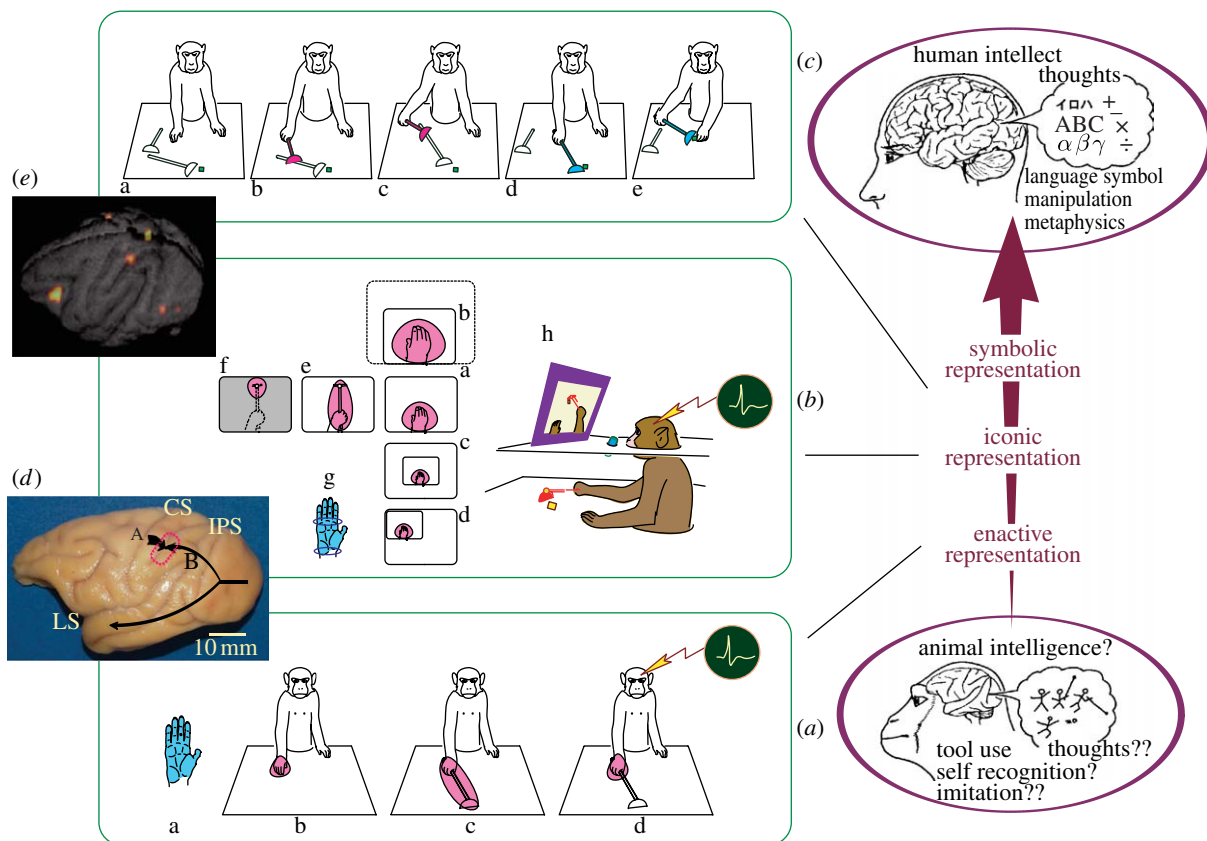 (c)
human intellect
thoughts
イロハ + −
ABC ×
αβγ ÷
language symbol
manipulation
metaphysics
a
b
c
d
e
(e)
symbolic
representation
iconic
representation
enactive
representation
(b)
b
a
f
e
c
d
g
h
(d)
CS
IPS
A
B
LS
10 mm
(a)
a
b
c
d
animal intelligence?
thoughts??
tool use
self recognition?
imitation??